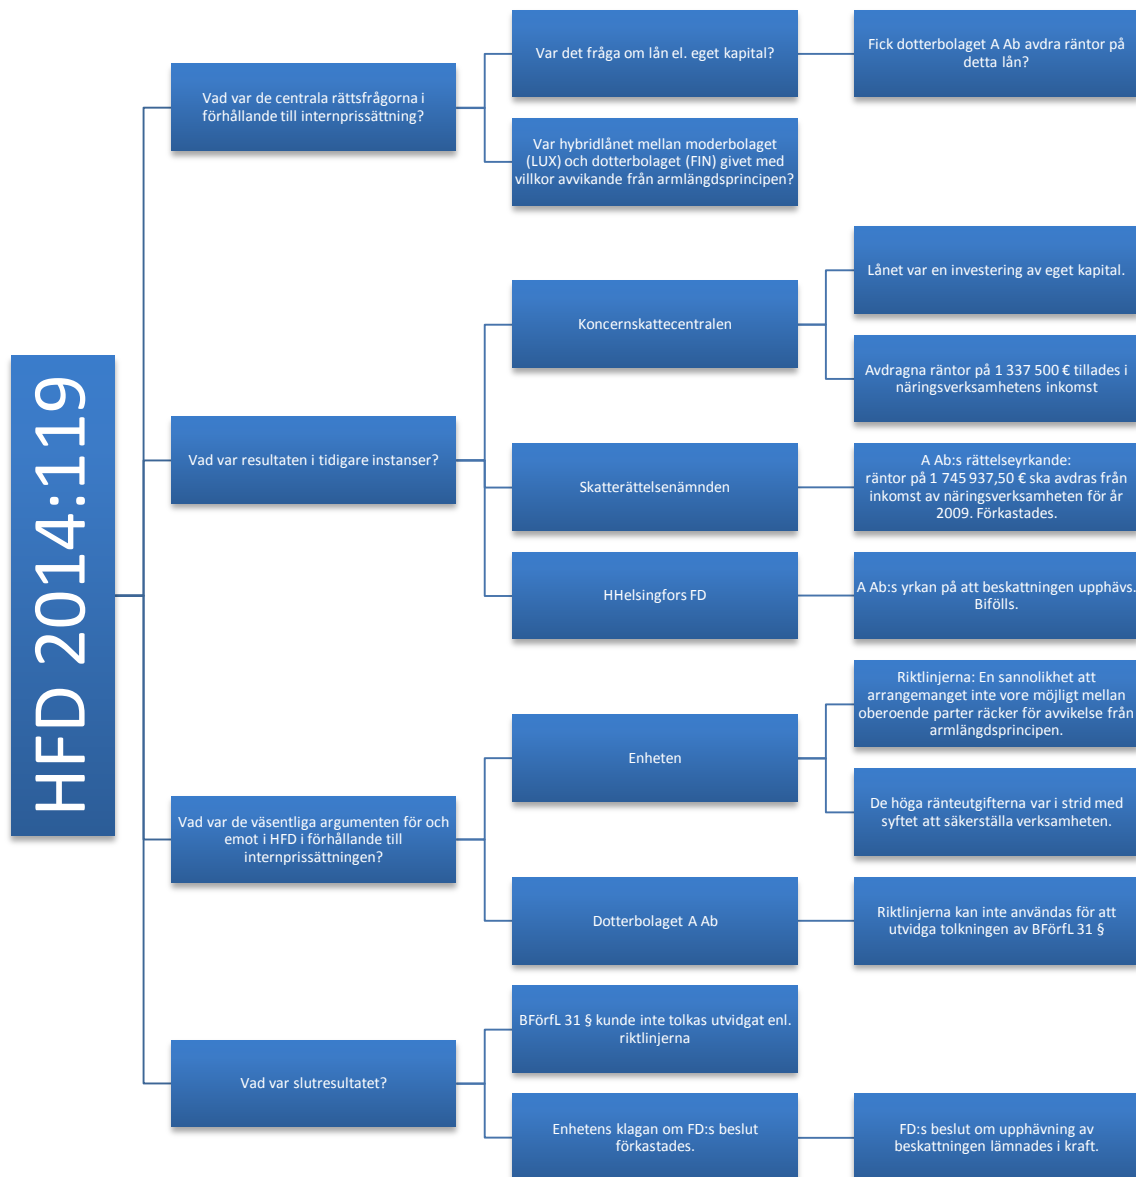 HFD 2014:119
Vad var de centrala rättsfrågorna i
förhållande till internprissättning?
Var det fråga om lån el. eget kapital?
Fick dotterbolaget A Ab avdra räntor på
detta lån?
Var hybridlånet mellan moderbolaget
(LUX) och dotterbolaget (FIN) givet med
villkor avvikande från armlängdsprincipen?
Vad var resultaten i tidigare instanser?
Koncernskattecentralen
Lånet var en investering av eget kapital.
Avdragna räntor på 1 337 500 € tillades i
näringsverksamhetens inkomst
Skatterättelsenämnden
A Ab:s rättelseyrkande:
räntor på 1 745 937,50 € ska avdras från
inkomst av näringsverksamheten för år
2009. Förkastades.
HHelsingfors FD
A Ab:s yrkan på att beskattningen upphävs.
Bifölls.
Vad var de väsentliga argumenten för och
emot i HFD i förhållande till
internprissättningen?
Enheten
Riktlinjerna: En sannolikhet att
arrangemanget inte vore möjligt mellan
oberoende parter räcker för avvikelse från
armlängdsprincipen.
De höga ränteutgifterna var i strid med
syftet att säkerställa verksamheten.
Dotterbolaget A Ab
Riktlinjerna kan inte användas för att
utvidga tolkningen av BFörfL 31 §
Vad var slutresultatet?
BFörfL 31 § kunde inte tolkas utvidgat enl.
riktlinjerna
Enhetens klagan om FD:s beslut
förkastades.
FD:s beslut om upphävning av
beskattningen lämnades i kraft.